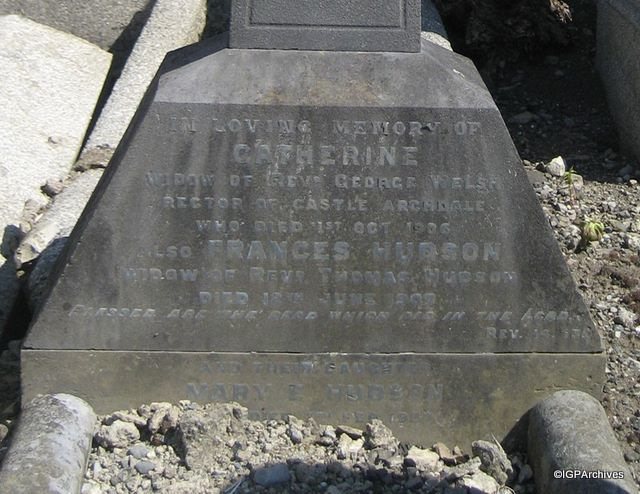 IN LOVING MEMORY OF
CATHERINE
WIDOW OF REVD GEORGE WELSH
RECTOR OF CASTLE ARCHDALE
WHO DIED 1ST OCT 1906
ALSO FRANCES HUDSON
WIDOW OF REVD THOMAS HUDSON
DIED 18TH JUNE
BLESSED ARE THE DEAD WHICH DIE IN THE LORD
REV.
AND THEIR DAUGHTER
MARY E HUDSON
DIED
©IGPArchives